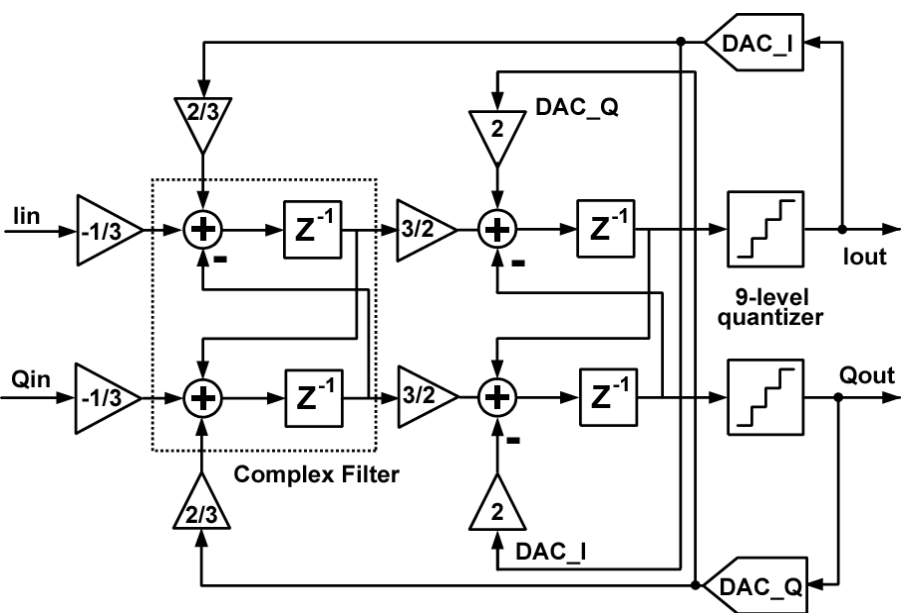 DAC_I
2/3
DAC_Q
2
Iin
-1/3
+
Z-1
3/2
+
Z-1
Iout
-
-
9-level
quantizer
Qin
-1/3
+
Z-1
3/2
+
Z-1
Qout
-
Complex Filter
2/3
2
DAC_I
DAC_Q